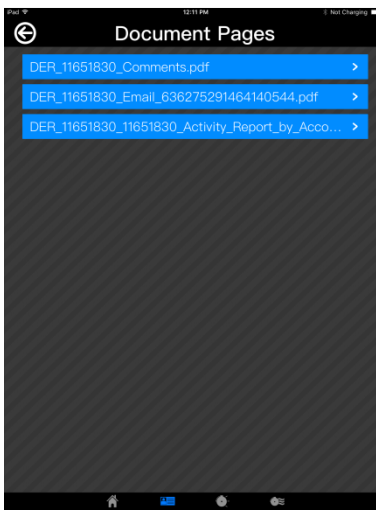 iPad 12:11 PM Not Charging
Document Pages
DER_11651830_Comments.pdf
DER_11651830_Email_636275291464140544.pdf
DER_11651830_11651830_Activity_Report_by_Acco...